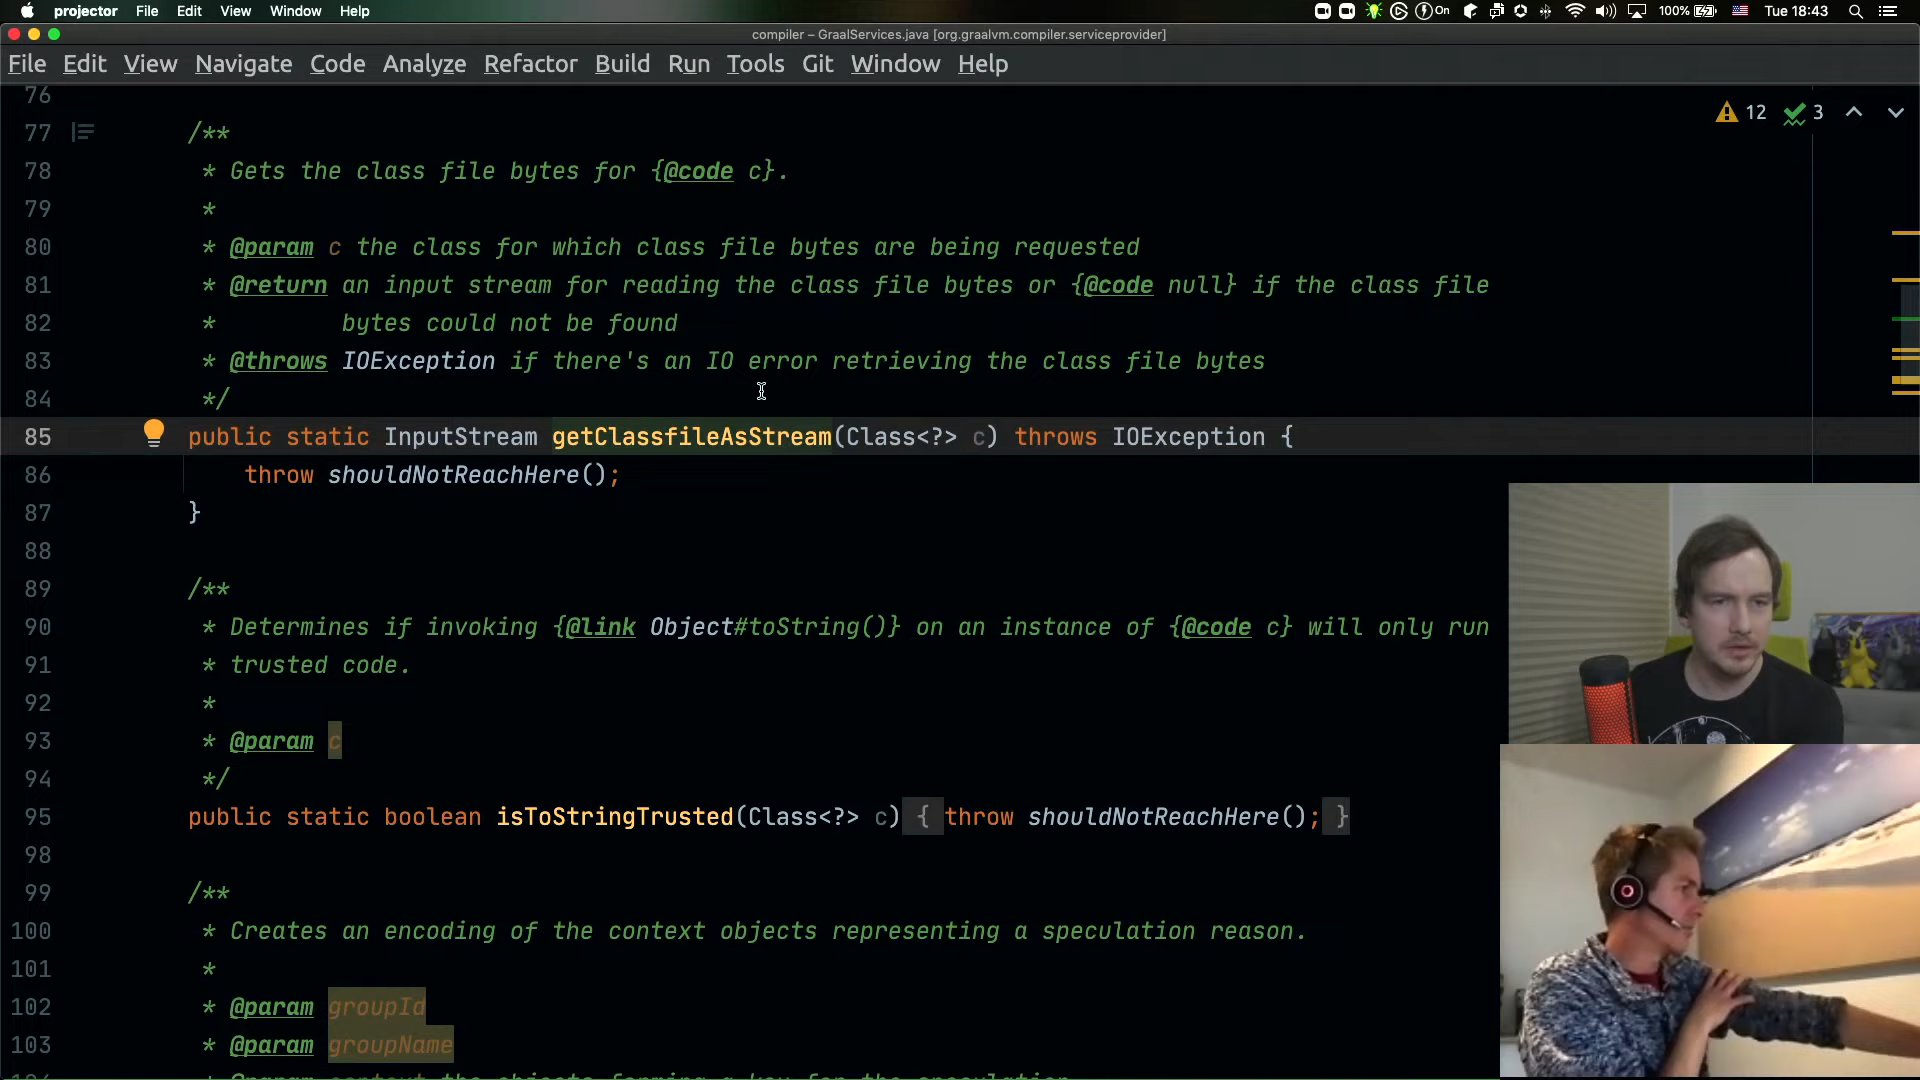 projector File Edit View Window Help
On 100% Tue 18:43
compiler – GraalServices.java [org.graalvm.compiler.serviceprovider]
File Edit View Navigate Code Analyze Refactor Build Run Tools Git Window Help
12 3
76
77 /**
78 * Gets the class file bytes for {@code c}.
79 *
80 * @param c the class for which class file bytes are being requested
81 * @return an input stream for reading the class file bytes or {@code null} if the class file
82 * bytes could not be found
83 * @throws IOException if there's an IO error retrieving the class file bytes
84 */
85 public static InputStream getClassfileAsStream(Class<?> c) throws IOException {
86 throw shouldNotReachHere();
87 }
88
89 /**
90 * Determines if invoking {@link Object#toString()} on an instance of {@code c} will only run
91 * trusted code.
92 *
93 * @param c
94 */
95 public static boolean isToStringTrusted(Class<?> c) { throw shouldNotReachHere(); }
98
99 /**
100 * Creates an encoding of the context objects representing a speculation reason.
101 *
102 * @param groupId
103 * @param groupName